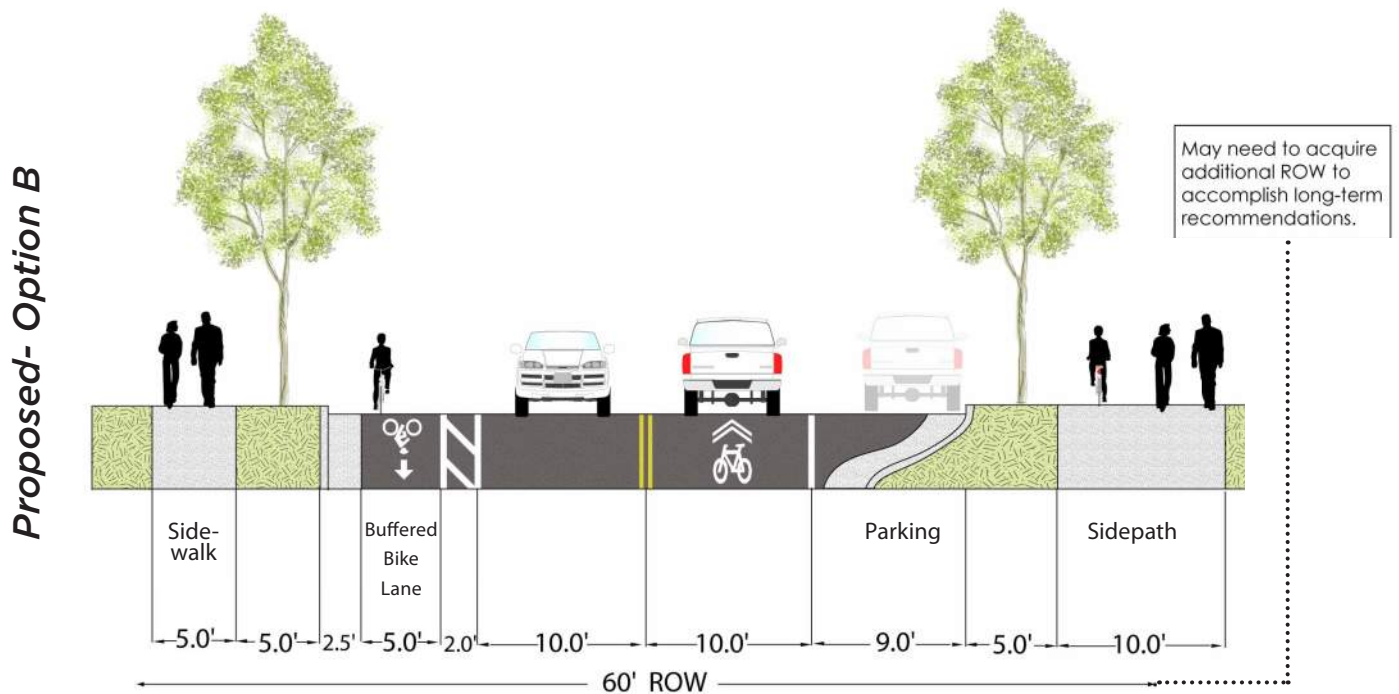 Proposed- Option B
May need to acquire
additional ROW to
accomplish long-term
recommendations.
Side-
walk
Buffered
Bike
Lane
Parking
Sidepath
5.0' 5.0' 2.5' 5.0' 2.0' 10.0' 10.0' 9.0' 5.0' 10.0'
60' ROW